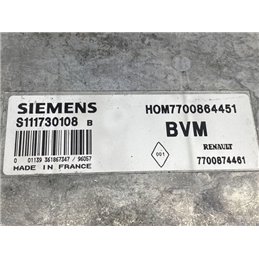 SIEMENS HOM7700864451
S111730108 B BVM
001 RENAULT
0 01139 361867347 / 96057 7700874461
MADE IN FRANCE